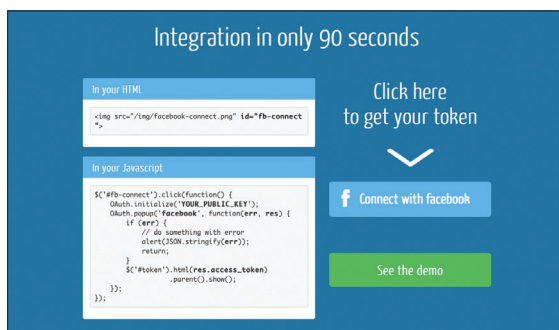 Integration in only 90 seconds
In your HTML
<img src="/img/facebook-connect.png" id="fb-connect
">
In your Javascript
$('#fb-connect').click(function() {
    OAuth.initialize('YOUR_PUBLIC_KEY');
    OAuth.popup('facebook', function(err, res) {
        if (err) {
            // do something with error
            alert(JSON.stringify(err));
            return;
        }
        $('#token').html(res.access_token)
                   .parent().show();
    });
});
Click here
to get your token
f Connect with facebook
See the demo